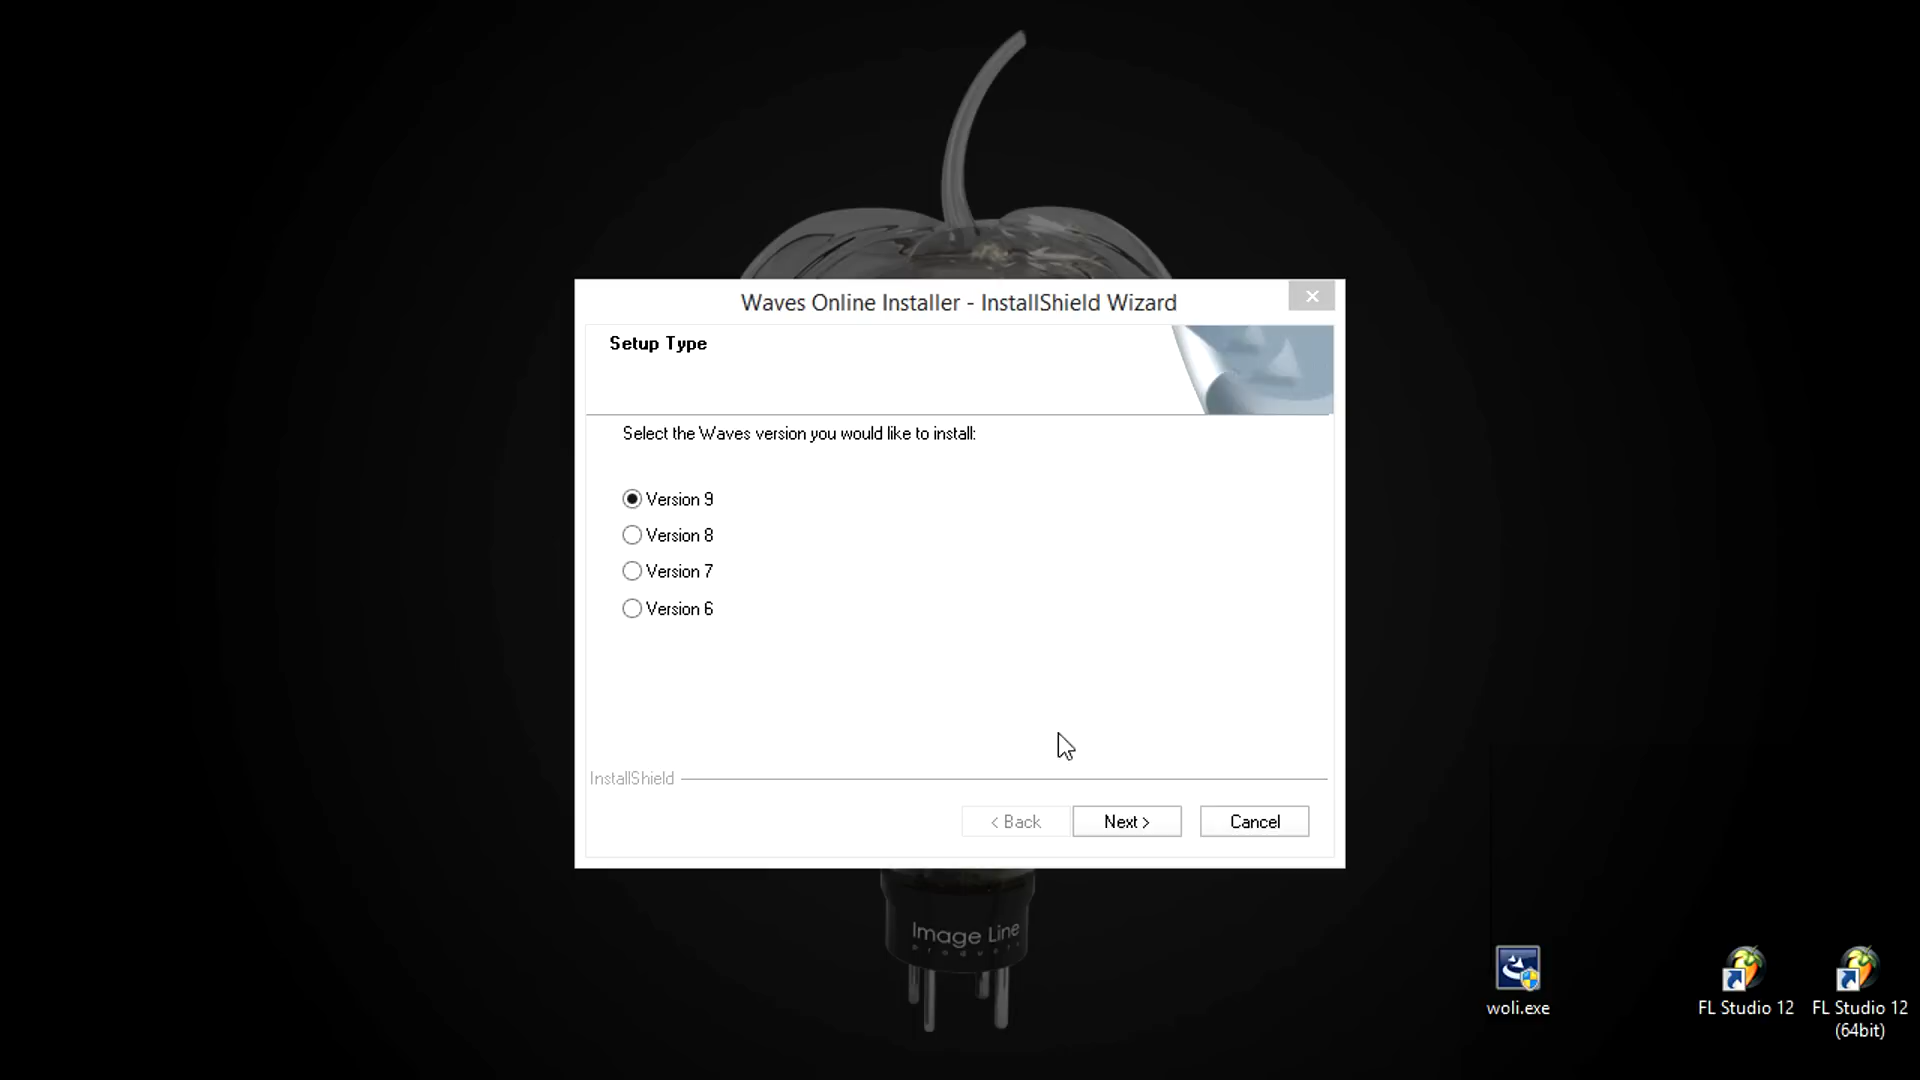 Waves Online Installer - InstallShield Wizard
Setup Type
Select the Waves version you would like to install:
Version 9
Version 8
Version 7
Version 6
InstallShield
< Back
Next >
Cancel
Image Line
woli.exe
FL Studio 12
FL Studio 12
(64bit)